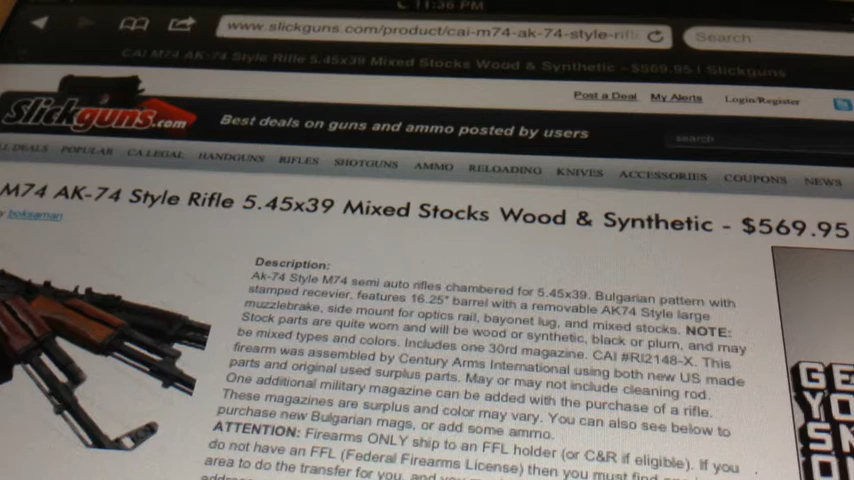 11:36 PM
www.slickguns.com/product/cai-m74-ak-74-style-rifl
Search
CAI M74 AK-74 Style Rifle 5.45x39 Mixed Stocks Wood & Synthetic - $569.95 | Slickguns
Post a Deal My Alerts Login/Register
Slickguns.com
Best deals on guns and ammo posted by users
search
DEALS POPULAR CA LEGAL HANDGUNS RIFLES SHOTGUNS AMMO RELOADING KNIVES ACCESSORIES COUPONS NEWS
M74 AK-74 Style Rifle 5.45x39 Mixed Stocks Wood & Synthetic - $569.95
boksaman
Description:
Ak-74 Style M74 semi auto rifles chambered for 5.45x39. Bulgarian pattern with
stamped recevier, features 16.25" barrel with a removable AK74 Style large
muzzlebrake, side mount for optics rail, bayonet lug, and mixed stocks. NOTE:
Stock parts are quite worn and will be wood or synthetic, black or plum, and may
be mixed types and colors. Includes one 30rd magazine. CAI #RI2148-X. This
firearm was assembled by Century Arms International using both new US made
parts and original used surplus parts. May or may not include cleaning rod.
One additional military magazine can be added with the purchase of a rifle.
These magazines are surplus and color may vary. You can also see below to
purchase new Bulgarian mags, or add some ammo.
ATTENTION: Firearms ONLY ship to an FFL holder (or C&R if eligible). If you
do not have an FFL (Federal Firearms License) then you must find
area to do the transfer for you, and